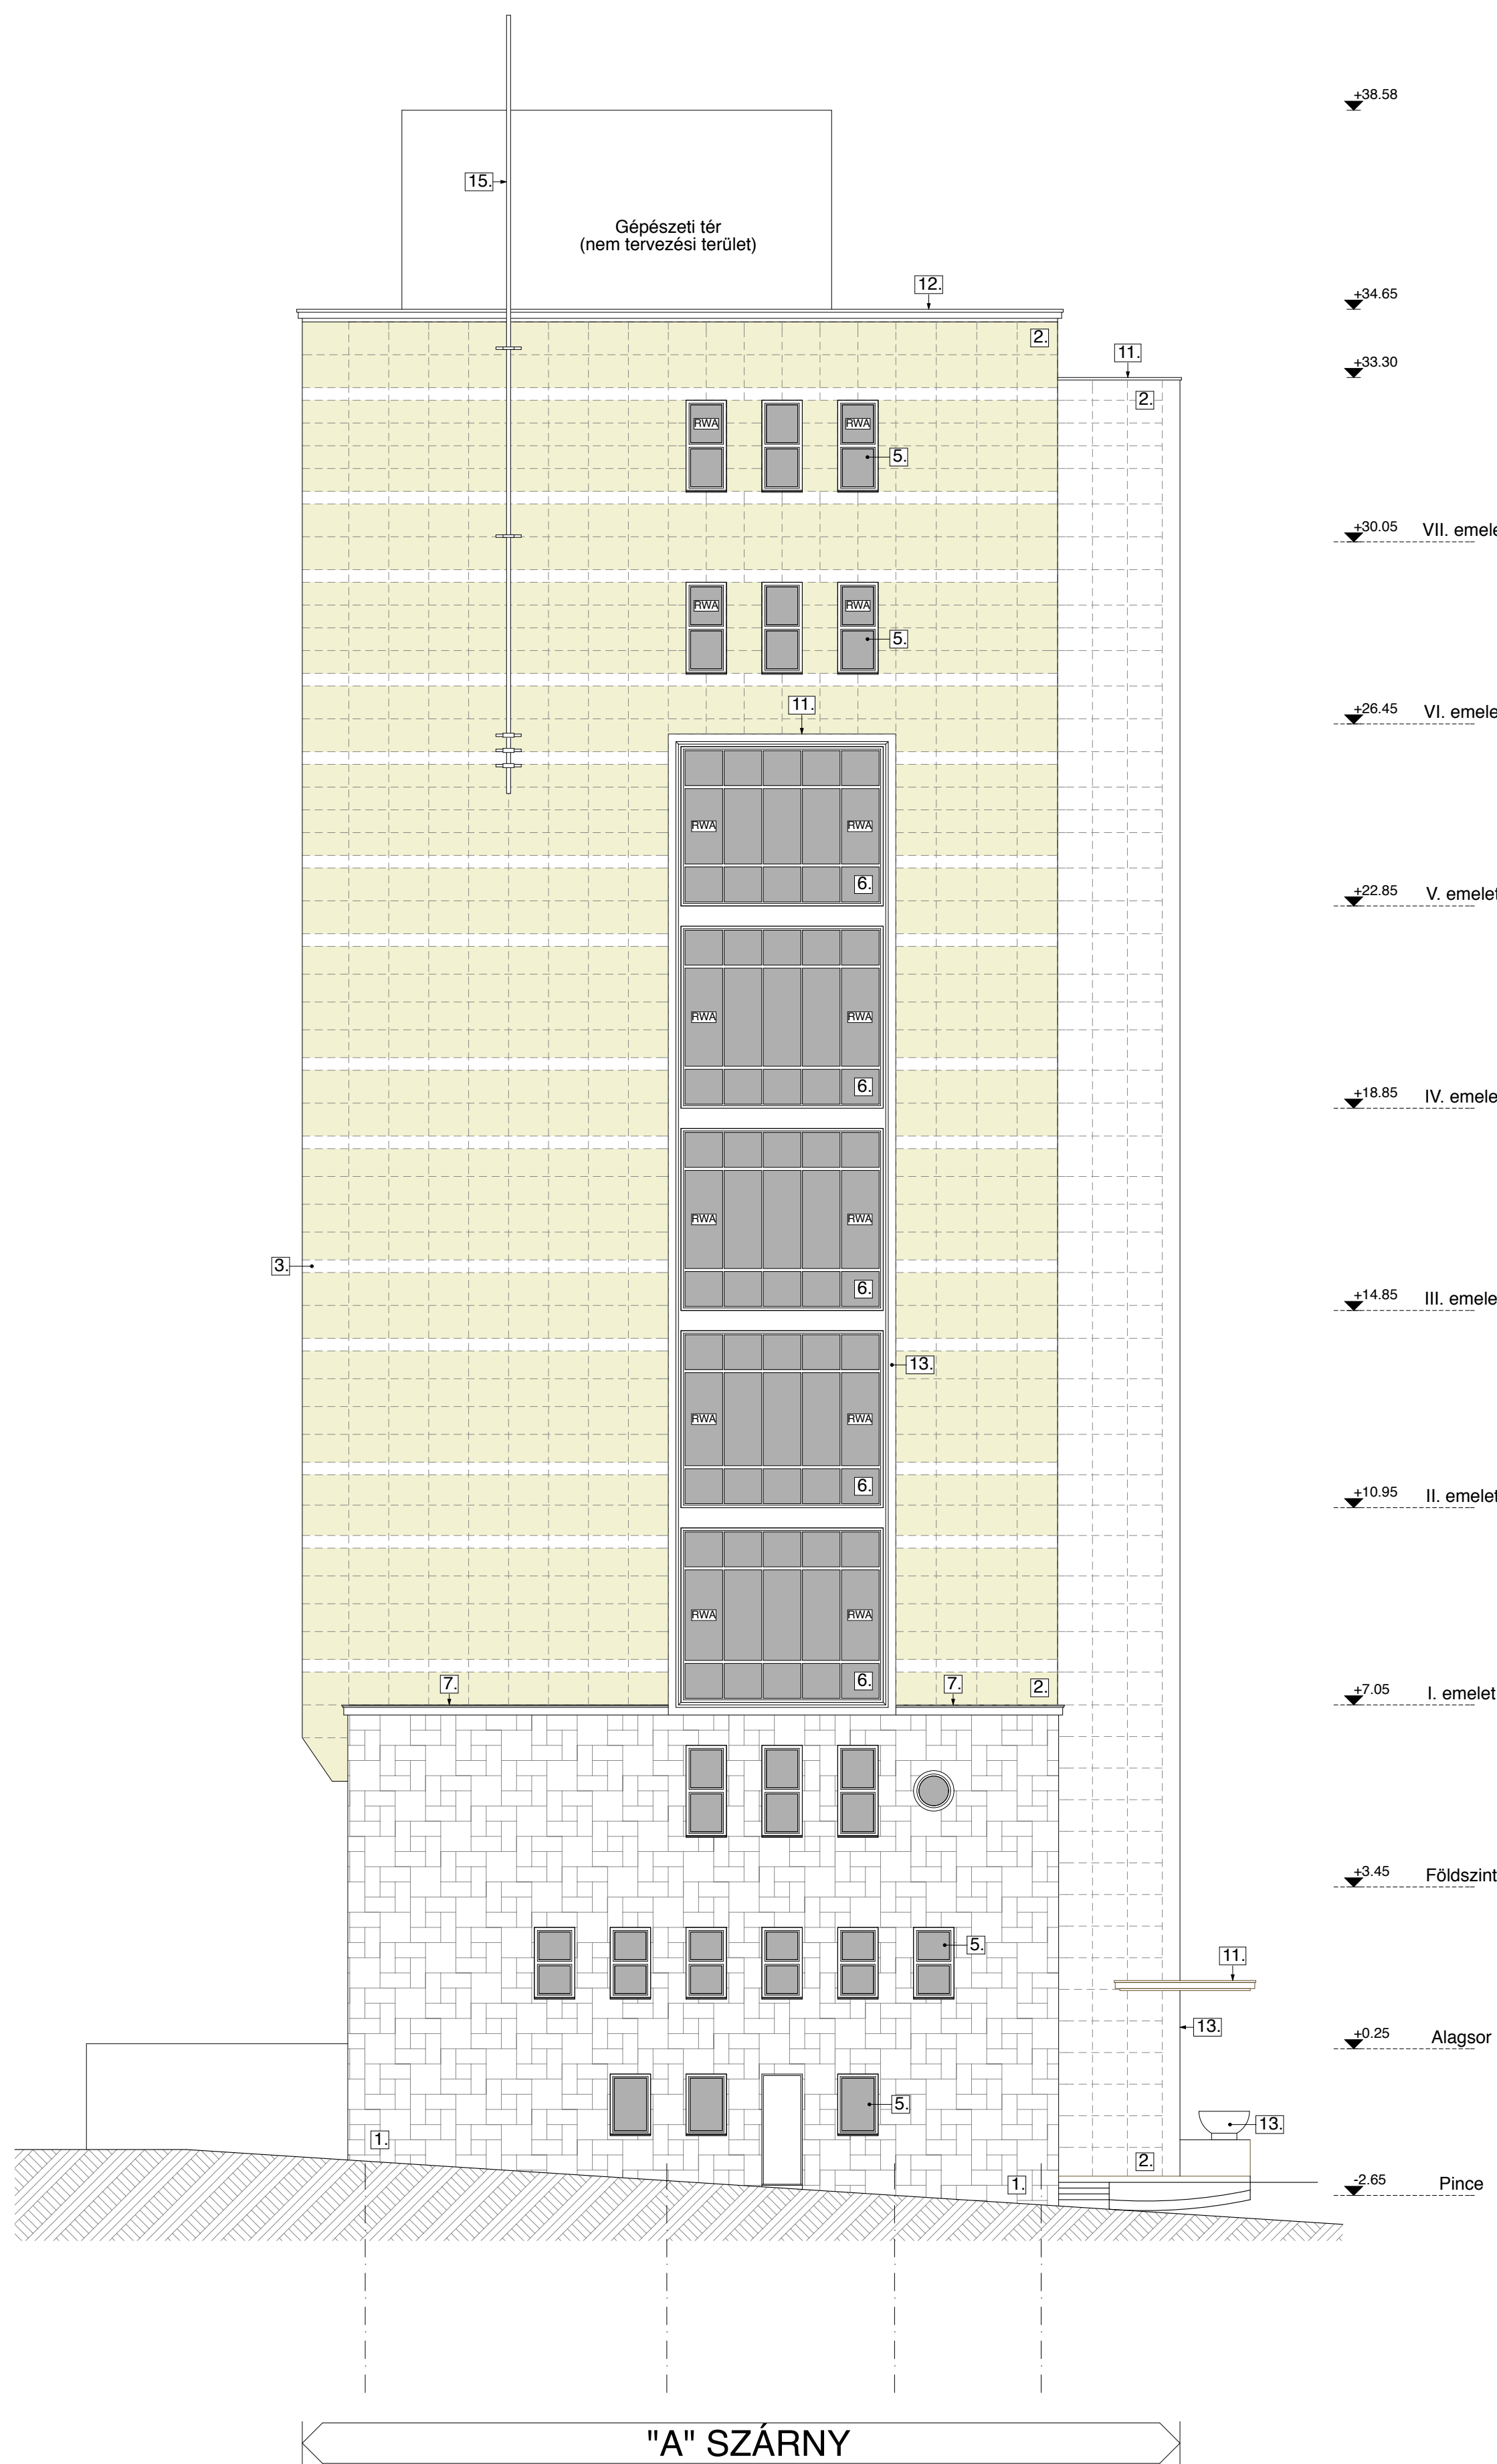 +38.58
15.
Gépészeti tér
(nem tervezési terület)
12.
+34.65
2.
11.
+33.30
2.
RWA
RWA
5.
+30.05 VII. emele
RWA
RWA
5.
11.
+26.45 VI. emele
RWA
RWA
6.
+22.85 V. emelet
RWA
RWA
6.
+18.85 IV. emele
RWA
RWA
3.
6.
+14.85 III. emele
13.
RWA
RWA
6.
+10.95 II. emelet
RWA
RWA
7.
6.
7.
2.
+7.05 I. emelet
+3.45 Földszint
5.
11.
13.
+0.25 Alagsor
5.
13.
1.
2.
1.
-2.65 Pince
"A" SZÁRNY